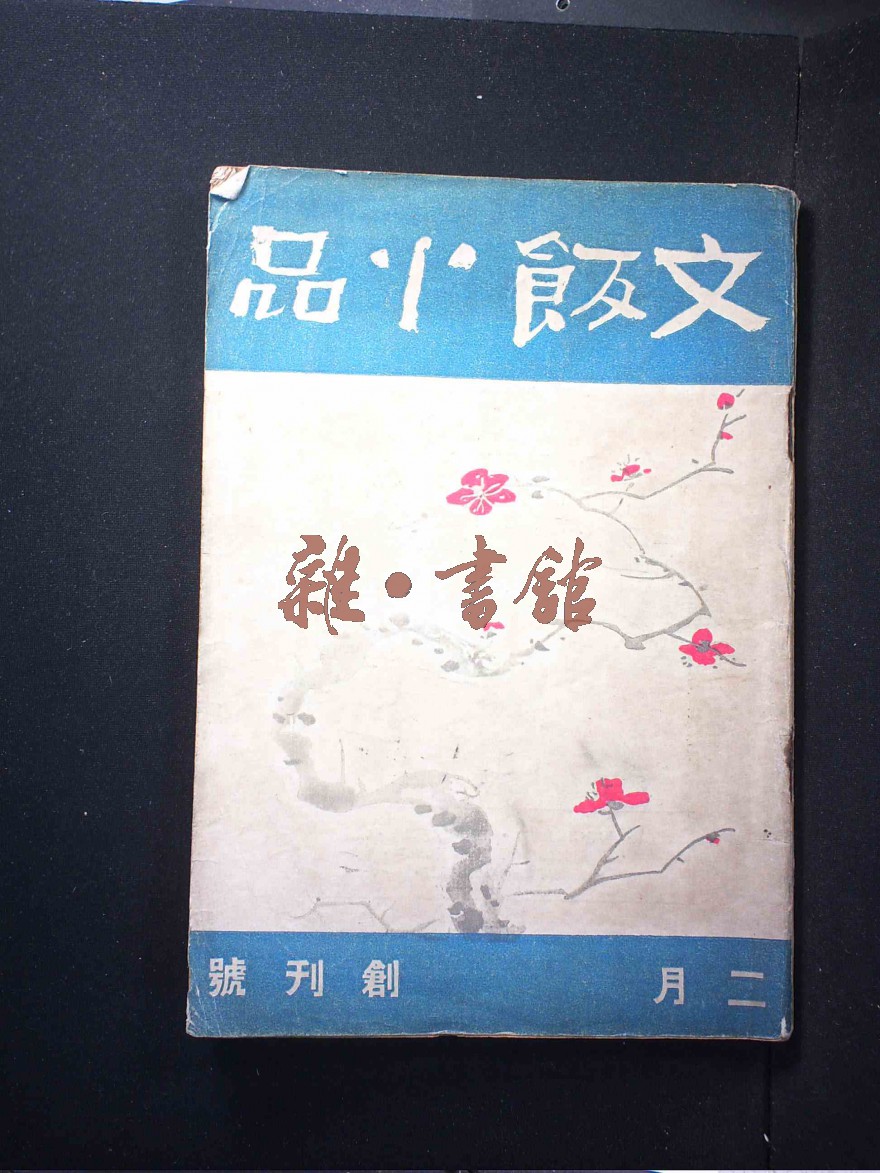 文飯小品
雜·書館
二月 創刊號